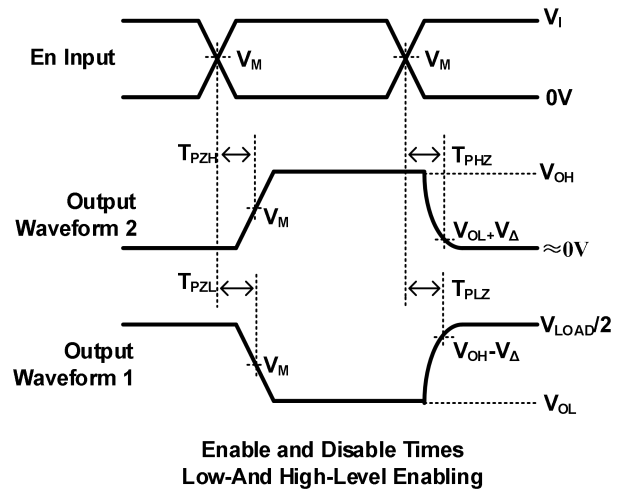 V_I
En Input
V_M
V_M
0V
T_PZH
T_PHZ
V_OH
Output
Waveform 2
V_M
V_OL+V_Δ
≈0V
T_PZL
T_PLZ
V_LOAD/2
Output
Waveform 1
V_M
V_OH-V_Δ
V_OL
Enable and Disable Times
Low-And High-Level Enabling